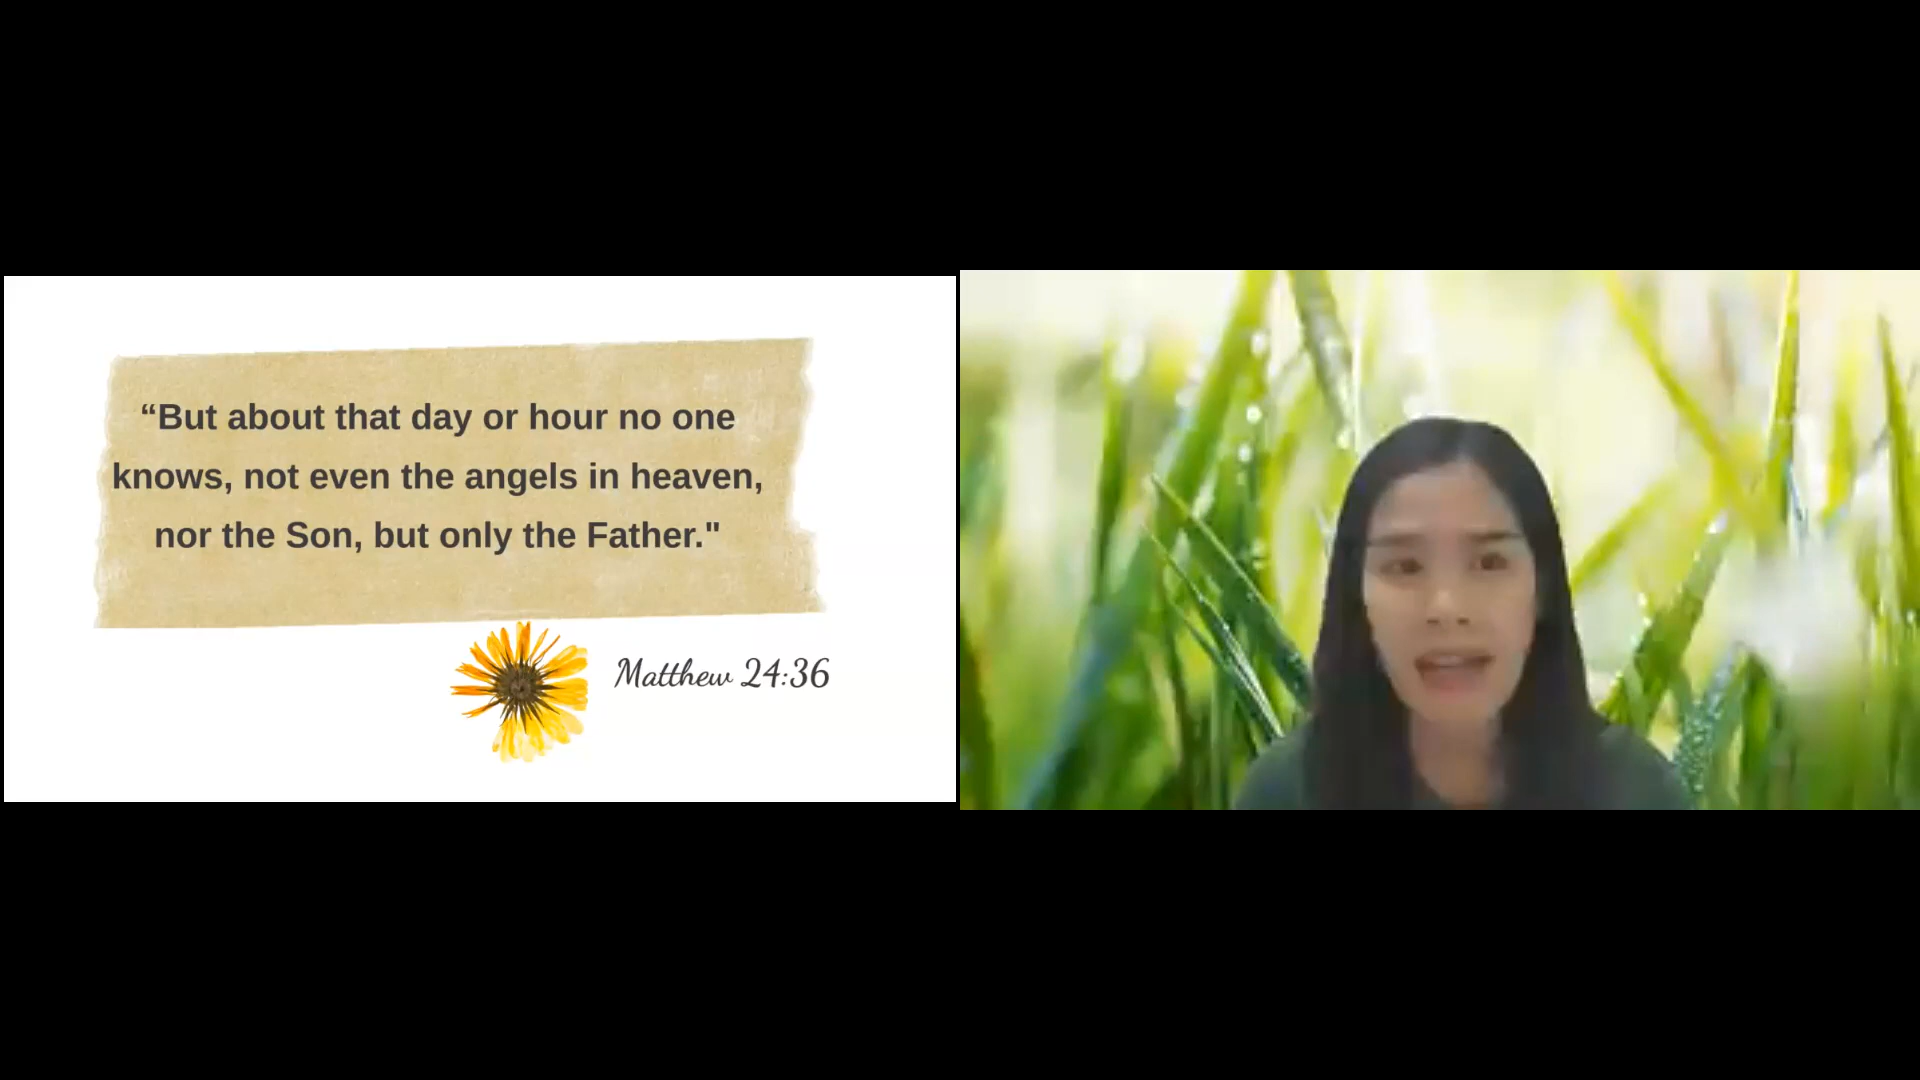 “But about that day or hour no one
knows, not even the angels in heaven,
nor the Son, but only the Father."
Matthew 24:36